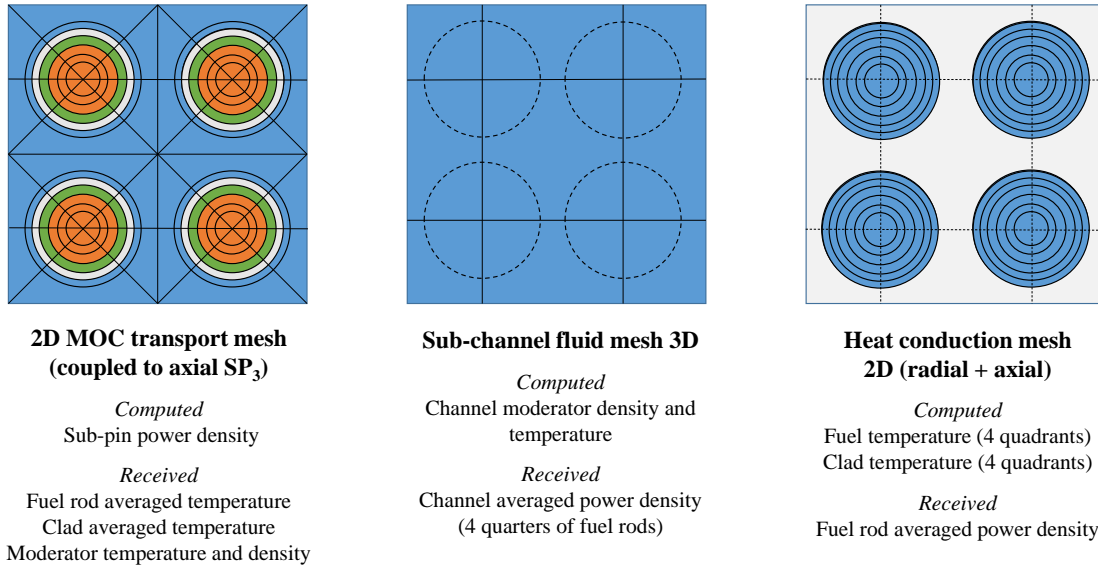 2D MOC transport mesh
(coupled to axial SP₃)
Computed
Sub-pin power density
Received
Fuel rod averaged temperature
Clad averaged temperature
Moderator temperature and density
Sub-channel fluid mesh 3D
Computed
Channel moderator density and
temperature
Received
Channel averaged power density
(4 quarters of fuel rods)
Heat conduction mesh
2D (radial + axial)
Computed
Fuel temperature (4 quadrants)
Clad temperature (4 quadrants)
Received
Fuel rod averaged power density